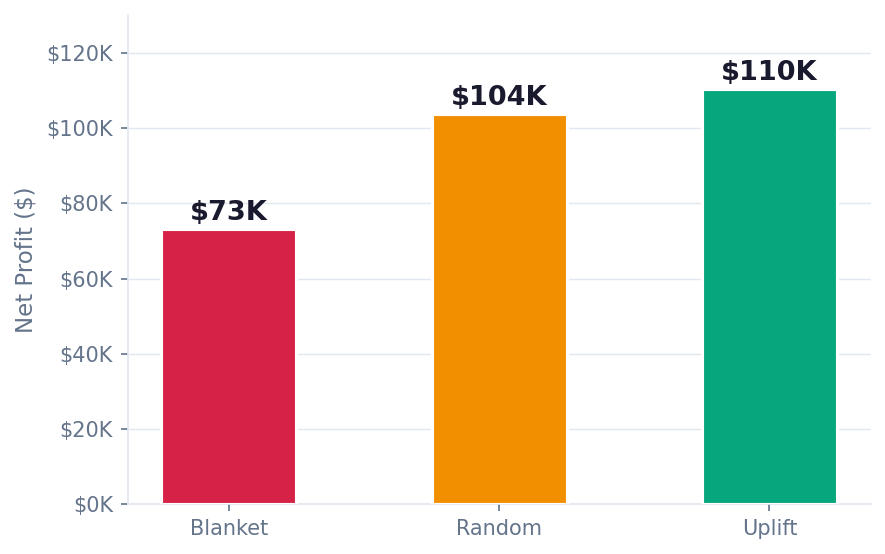 $120K
$100K
$80K
$60K
$40K
$20K
$0K
Net Profit ($)
$73K
$104K
$110K
Blanket
Random
Uplift